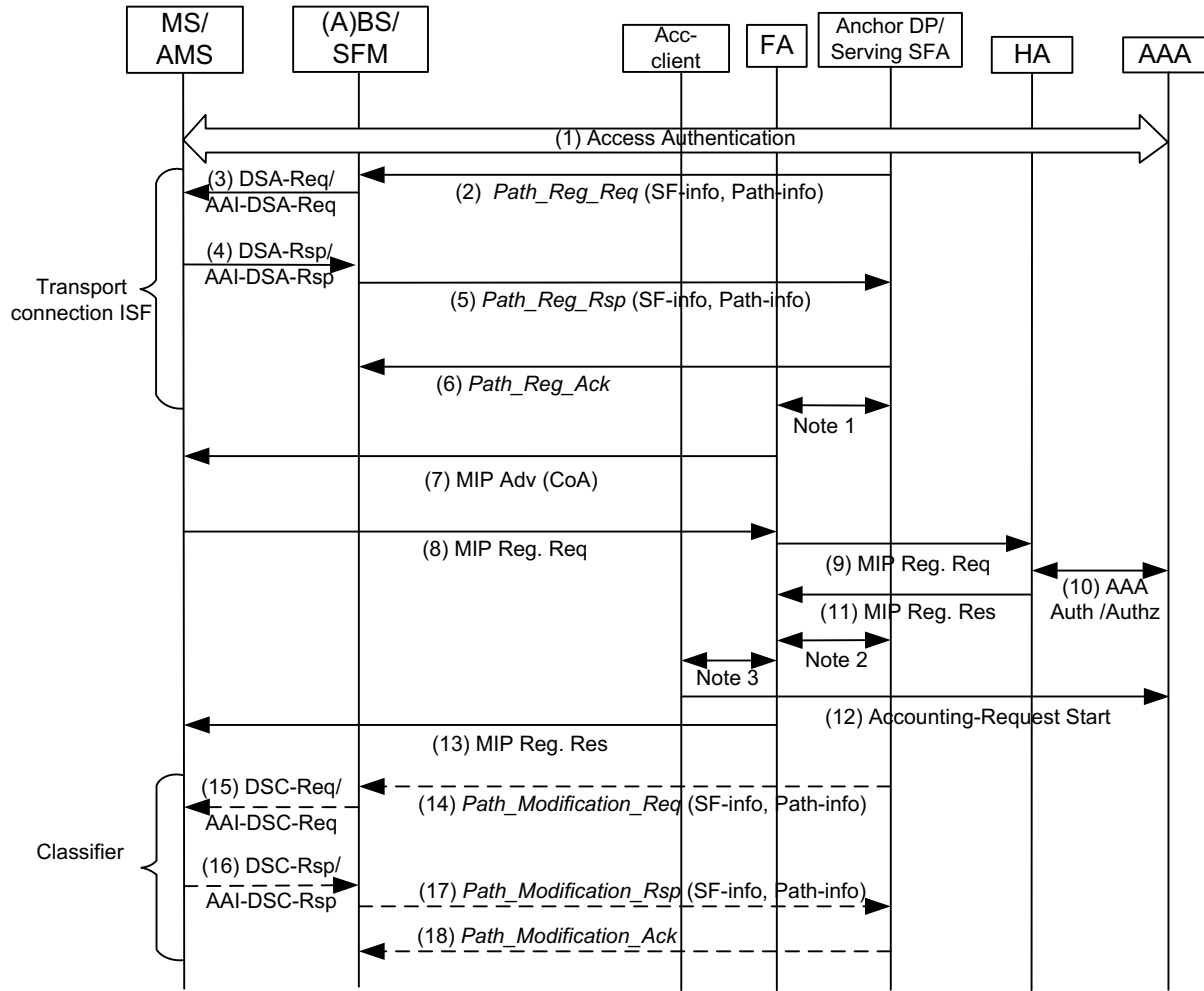 MS/
AMS
(A)BS/
SFM
Acc-
client
FA
Anchor DP/
Serving SFA
HA
AAA
(1) Access Authentication
(3) DSA-Req/
AAI-DSA-Req
(2) Path_Reg_Req (SF-info, Path-info)
(4) DSA-Rsp/
AAI-DSA-Rsp
Transport
connection ISF
(5) Path_Reg_Rsp (SF-info, Path-info)
(6) Path_Reg_Ack
Note 1
(7) MIP Adv (CoA)
(8) MIP Reg. Req
(9) MIP Reg. Req
(10) AAA
Auth /Authz
(11) MIP Reg. Res
Note 2
Note 3
(12) Accounting-Request Start
(13) MIP Reg. Res
(15) DSC-Req/
AAI-DSC-Req
(14) Path_Modification_Req (SF-info, Path-info)
Classifier
(16) DSC-Rsp/
AAI-DSC-Rsp
(17) Path_Modification_Rsp (SF-info, Path-info)
(18) Path_Modification_Ack